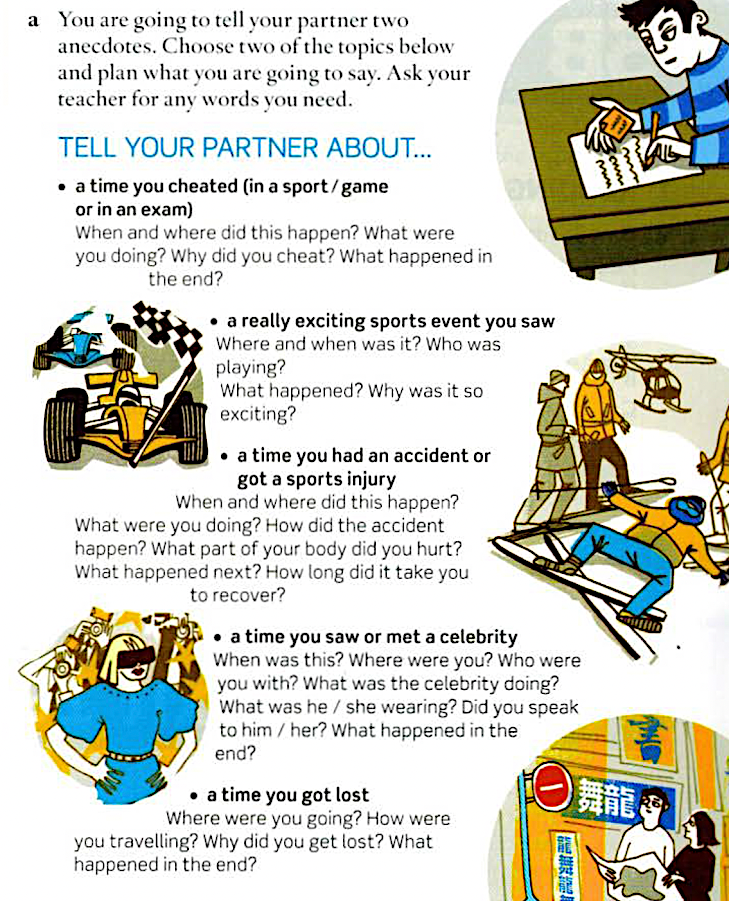 a You are going to tell your partner two
anecdotes. Choose two of the topics below
and plan what you are going to say. Ask your
teacher for any words you need.
TELL YOUR PARTNER ABOUT...
• a time you cheated (in a sport / game
or in an exam)
When and where did this happen? What were
you doing? Why did you cheat? What happened in
the end?
• a really exciting sports event you saw
Where and when was it? Who was
playing?
What happened? Why was it so
exciting?
• a time you had an accident or
got a sports injury
When and where did this happen?
What were you doing? How did the accident
happen? What part of your body did you hurt?
What happened next? How long did it take you
to recover?
• a time you saw or met a celebrity
When was this? Where were you? Who were
you with? What was the celebrity doing?
What was he / she wearing? Did you speak
to him / her? What happened in the
end?
• a time you got lost
Where were you going? How were
you travelling? Why did you get lost? What
happened in the end?
舞龍